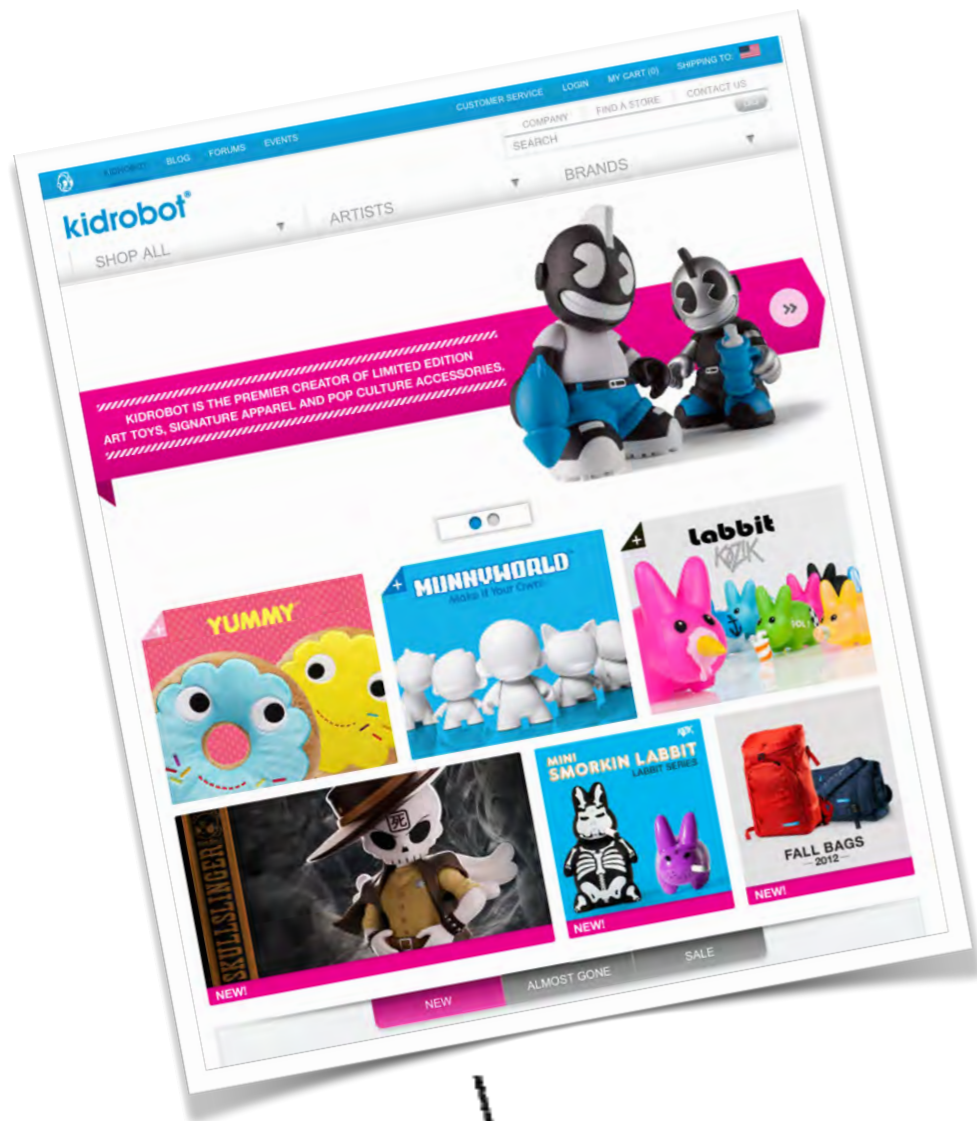 KIDROBOT BLOG FORUMS EVENTS CUSTOMER SERVICE LOGIN MY CART (0) SHIPPING TO:
COMPANY FIND A STORE CONTACT US
SEARCH GO
kidrobot®
SHOP ALL ARTISTS BRANDS
KIDROBOT IS THE PREMIER CREATOR OF LIMITED EDITION
ART TOYS, SIGNATURE APPAREL AND POP CULTURE ACCESSORIES.
YUMMY
MUNNYWORLD
Make It Your Own!
Labbit
KOZIK
SOL!
SKULLSLINGER
死
NEW!
MINI
SMORKIN LABBIT
LABBIT SERIES
NEW!
FALL BAGS
—2012—
NEW!
NEW ALMOST GONE SALE